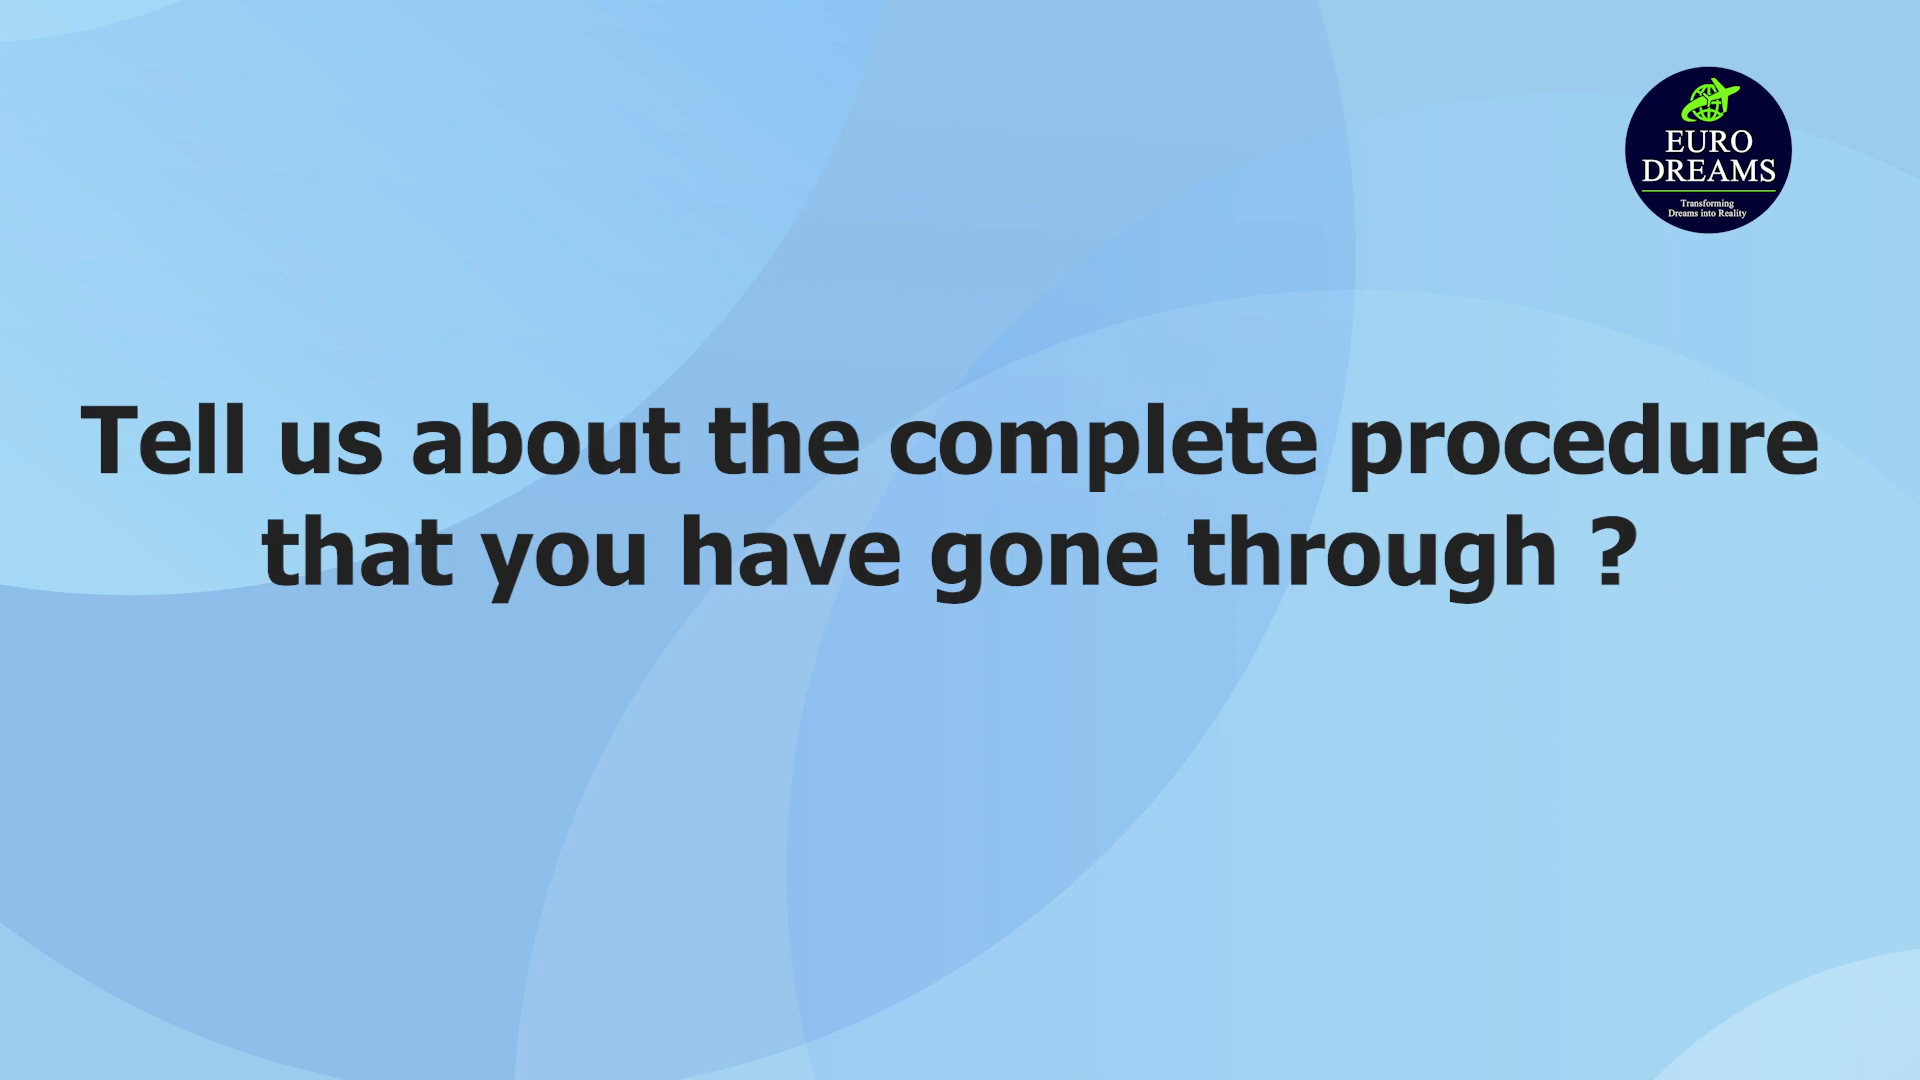 EURO
DREAMS
Transforming
Dreams into Reality
Tell us about the complete procedure
that you have gone through ?